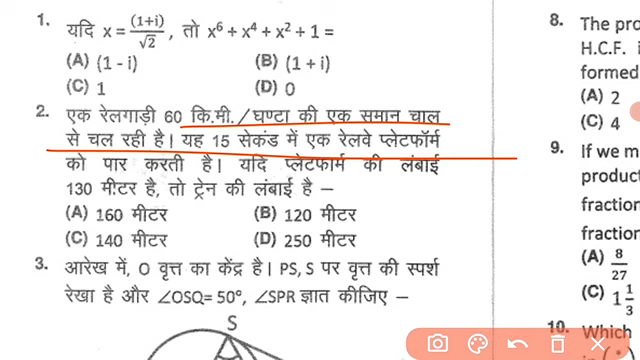 1. यदि x = (1+i)/√2, तो x⁶ + x⁴ + x² + 1 =
(A) (1 - i) (B) (1 + i)
(C) 1 (D) 0
2. एक रेलगाड़ी 60 कि.मी./घण्टा की एक समान चाल
से चल रही है। यह 15 सेकंड में एक रेलवे प्लेटफॉर्म
को पार करती है। यदि प्लेटफार्म की लंबाई
130 मीटर है, तो ट्रेन की लंबाई है –
(A) 160 मीटर (B) 120 मीटर
(C) 140 मीटर (D) 250 मीटर
3. आरेख में, O वृत्त का केंद्र है। PS, S पर वृत्त की स्पर्श
रेखा है और ∠OSQ= 50°, ∠SPR ज्ञात कीजिए –
S
8. The pro
H.C.F. i
formed
(A) 2
(C) 4
9. If we m
product
fraction
fraction
(A) 8/27
(C) 1 1/3
10. Which